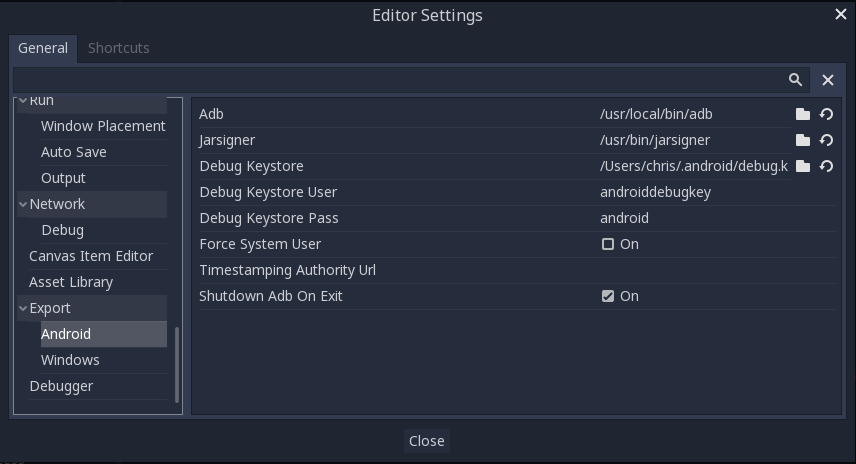 Editor Settings
General
Shortcuts
Run
Window Placement
Auto Save
Output
Network
Debug
Canvas Item Editor
Asset Library
Export
Android
Windows
Debugger
Adb /usr/local/bin/adb
Jarsigner /usr/bin/jarsigner
Debug Keystore /Users/chris/.android/debug.k
Debug Keystore User androiddebugkey
Debug Keystore Pass android
Force System User On
Timestamping Authority Url
Shutdown Adb On Exit On
Close